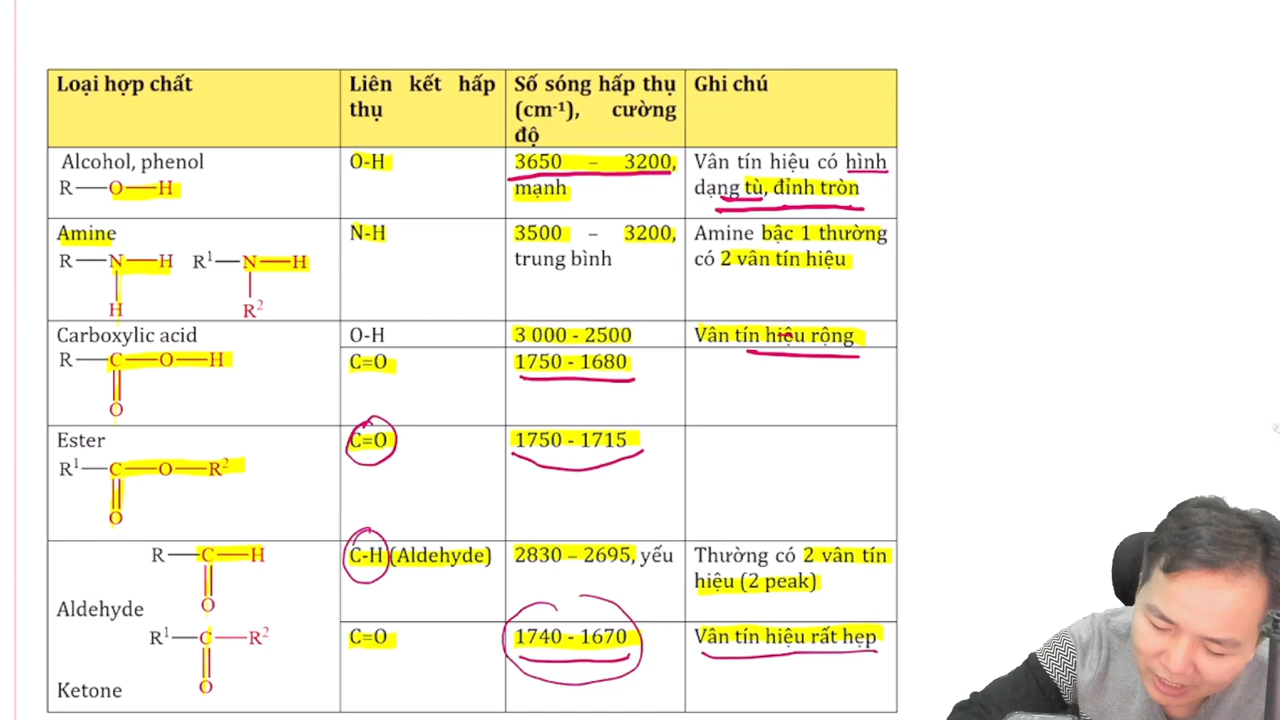 Loại hợp chất
Liên kết hấp
thụ
Số sóng hấp thụ
(cm-1), cường
độ
Ghi chú
Alcohol, phenol
R—O—H
O-H
3650 – 3200,
mạnh
Vân tín hiệu có hình
dạng tù, đỉnh tròn
Amine
R—N—H R1—N—H
H R2
N-H
3500 – 3200,
trung bình
Amine bậc 1 thường
có 2 vân tín hiệu
Carboxylic acid
R—C—O—H
O
O-H
3 000 - 2500
Vân tín hiệu rộng
C=O
1750 - 1680
Ester
R1—C—O—R2
O
C=O
1750 - 1715
R—C—H
O
Aldehyde
C-H (Aldehyde)
2830 – 2695, yếu
Thường có 2 vân tín
hiệu (2 peak)
R1—C—R2
O
Ketone
C=O
1740 - 1670
Vân tín hiệu rất hẹp